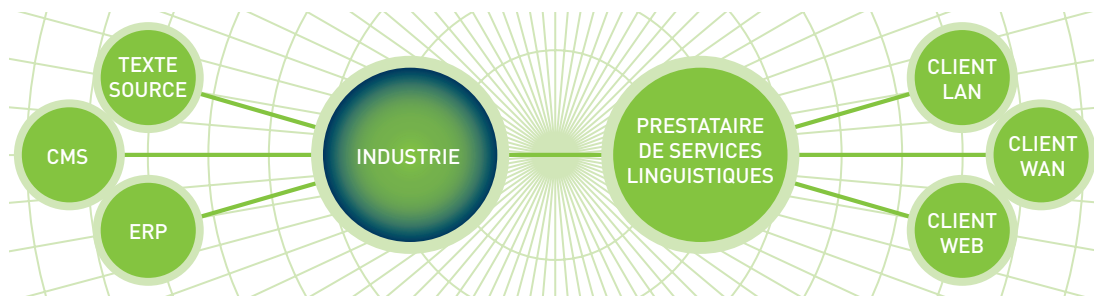 TEXTE
SOURCE
CMS
ERP
INDUSTRIE
PRESTATAIRE
DE SERVICES
LINGUISTIQUES
CLIENT
LAN
CLIENT
WAN
CLIENT
WEB